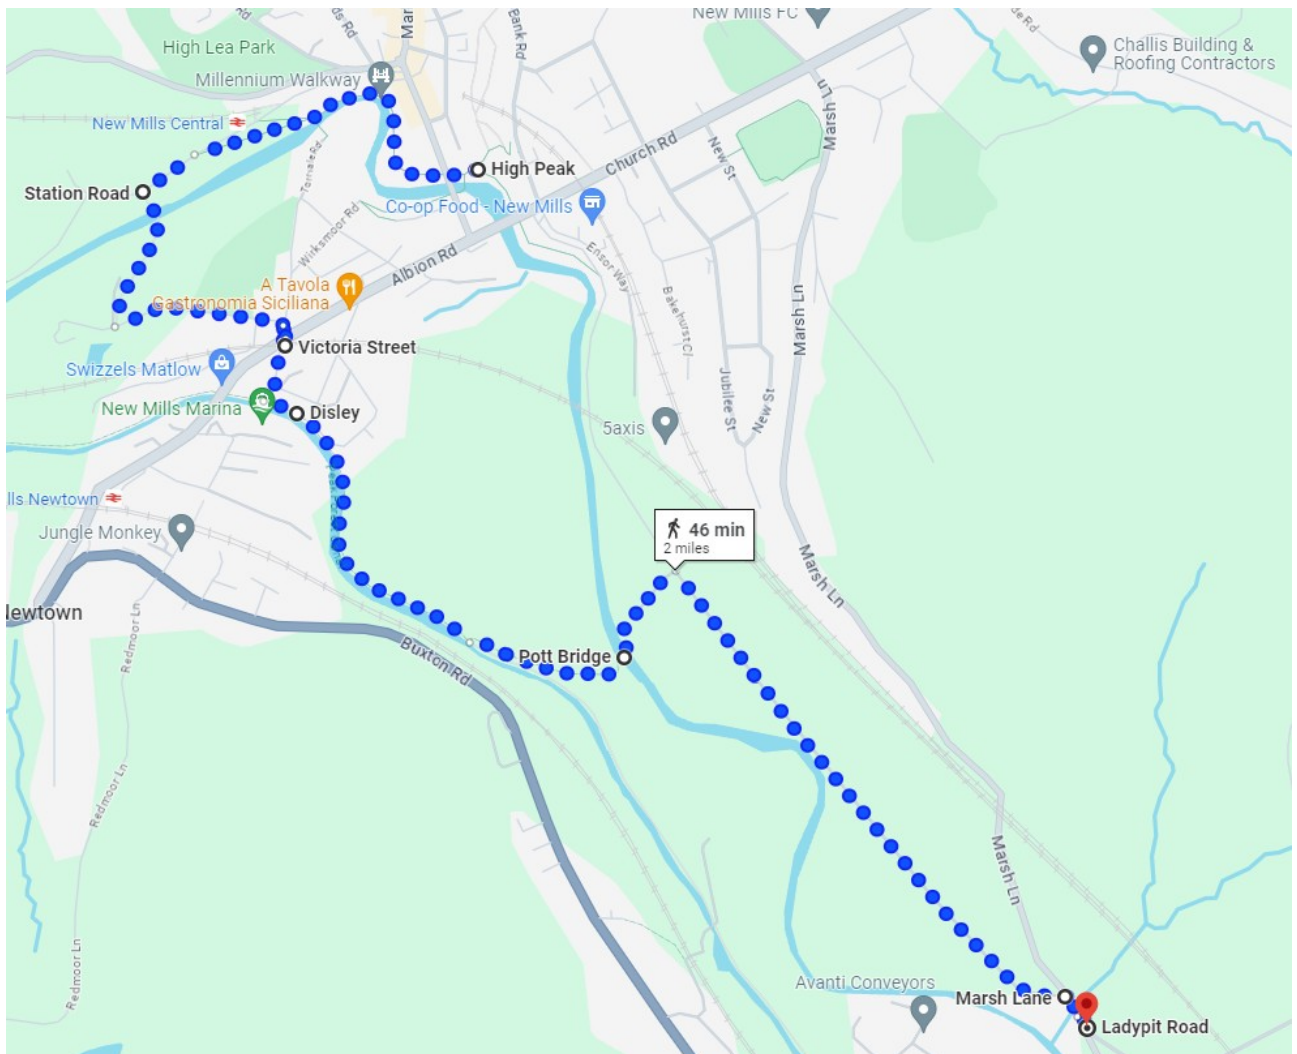 New Mills FC
Bank Rd
Marsh Ln
Challis Building &
Roofing Contractors
High Lea Park
Millennium Walkway
New Mills Central
Station Road
High Peak
Church Rd
New St
Co-op Food - New Mills
Wirksmoor Rd
Albion Rd
Ensor Way
A Tavola
Gastronomia Siciliana
Bakehurst Cl
Marsh Ln
Victoria Street
Swizzels Matlow
Jubilee St
New St
New Mills Marina
Disley
5axis
lls Newtown
Jungle Monkey
46 min
2 miles
Marsh Ln
Newtown
Redmoor Ln
Buxton Rd
Pott Bridge
Redmoor Ln
Marsh Ln
Redmoor Ln
Avanti Conveyors
Marsh Lane
Ladypit Road